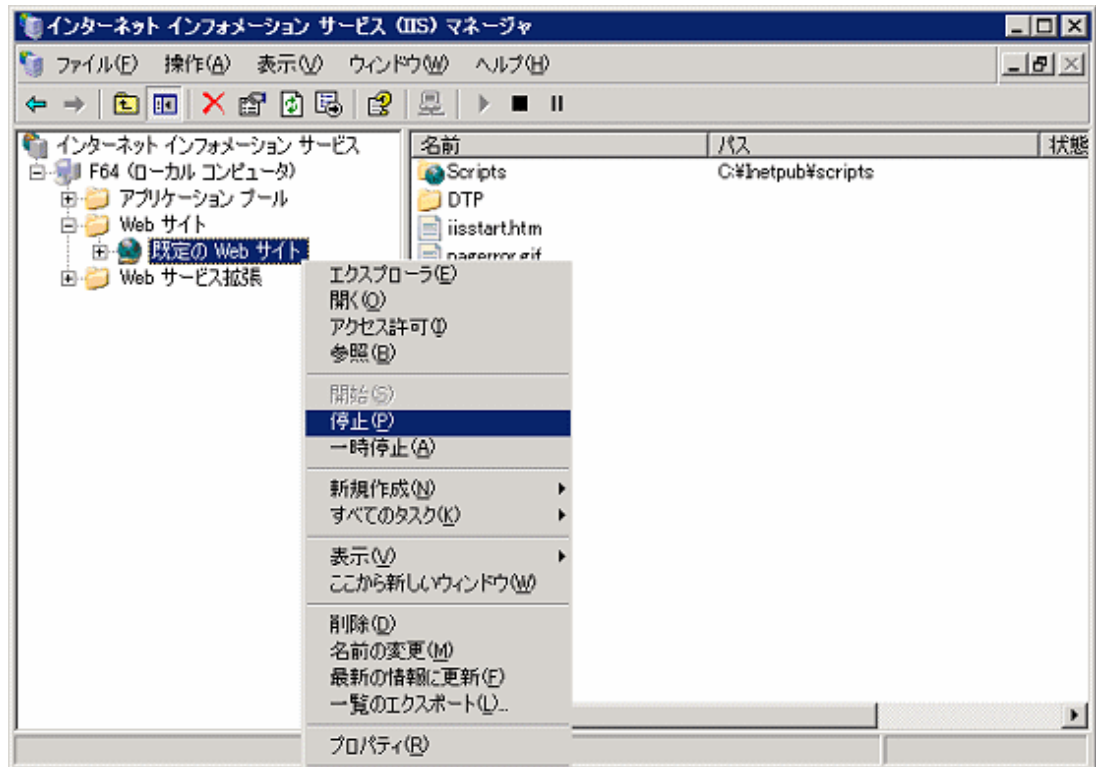 インターネット インフォメーション サービス (IIS) マネージャ
ファイル(F) 操作(A) 表示(V) ウィンドウ(W) ヘルプ(H)
インターネット インフォメーション サービス
F64 (ローカル コンピュータ)
アプリケーション プール
Web サイト
既定の Web サイト
Web サービス拡張
名前 パス 状態
Scripts C:¥Inetpub¥scripts
DTP
iisstart.htm
pagerror.gif
エクスプローラ(E)
開く(O)
アクセス許可(I)
参照(B)
開始(S)
停止(P)
一時停止(A)
新規作成(N)
すべてのタスク(K)
表示(V)
ここから新しいウィンドウ(W)
削除(D)
名前の変更(M)
最新の情報に更新(F)
一覧のエクスポート(L)...
プロパティ(R)